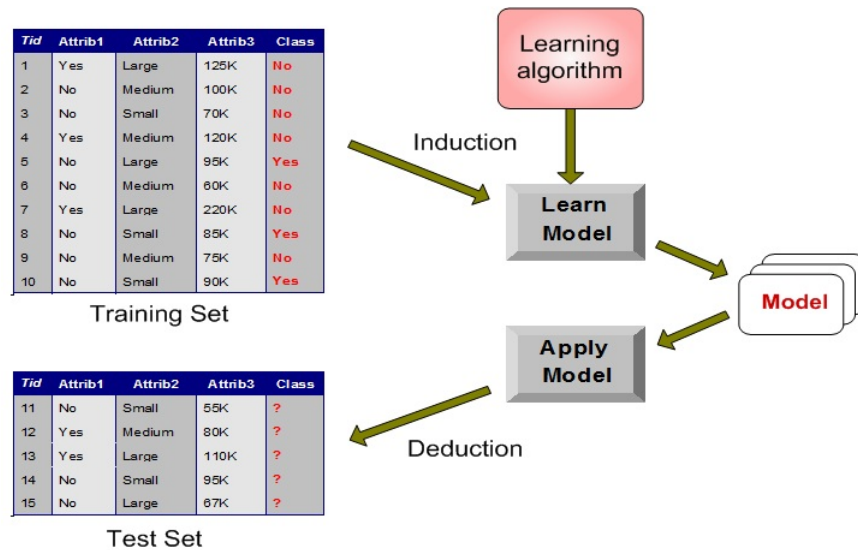 Tid Attrib1 Attrib2 Attrib3 Class
1 Yes Large 125K No
2 No Medium 100K No
3 No Small 70K No
4 Yes Medium 120K No
5 No Large 95K Yes
6 No Medium 60K No
7 Yes Large 220K No
8 No Small 85K Yes
9 No Medium 75K No
10 No Small 90K Yes
Training Set
Learning
algorithm
Induction
Learn
Model
Model
Apply
Model
Deduction
Tid Attrib1 Attrib2 Attrib3 Class
11 No Small 55K ?
12 Yes Medium 80K ?
13 Yes Large 110K ?
14 No Small 95K ?
15 No Large 67K ?
Test Set